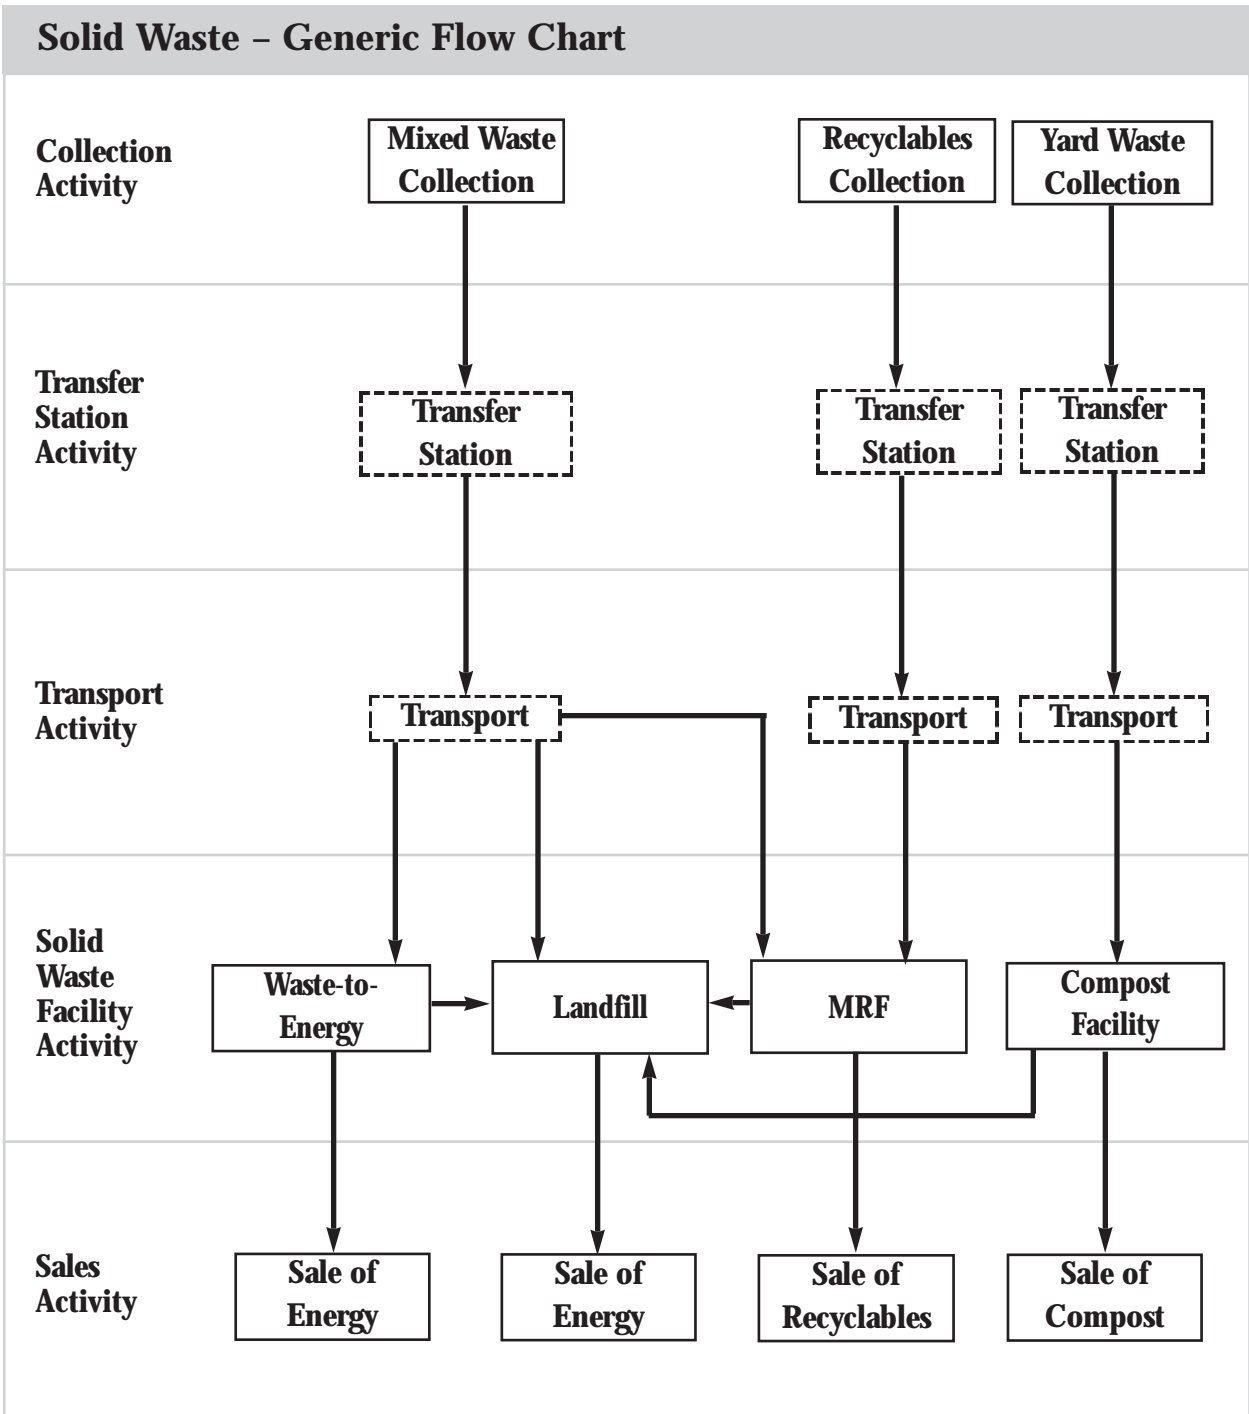 Solid Waste – Generic Flow Chart
Collection
Activity
Mixed Waste
Collection
Recyclables
Collection
Yard Waste
Collection
Transfer
Station
Activity
Transfer
Station
Transfer
Station
Transfer
Station
Transport
Activity
Transport
Transport
Transport
Solid
Waste
Facility
Activity
Waste-to-
Energy
Landfill
MRF
Compost
Facility
Sales
Activity
Sale of
Energy
Sale of
Energy
Sale of
Recyclables
Sale of
Compost